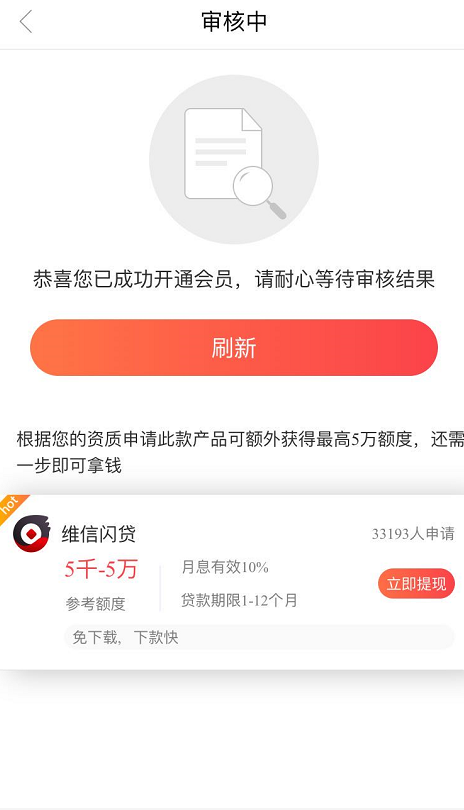 审核中
恭喜您已成功开通会员，请耐心等待审核结果
刷新
根据您的资质申请此款产品可额外获得最高5万额度，还需
一步即可拿钱
hot
维信闪贷
33193人申请
5千-5万
月息有效10%
立即提现
参考额度
贷款期限1-12个月
免下载，下款快